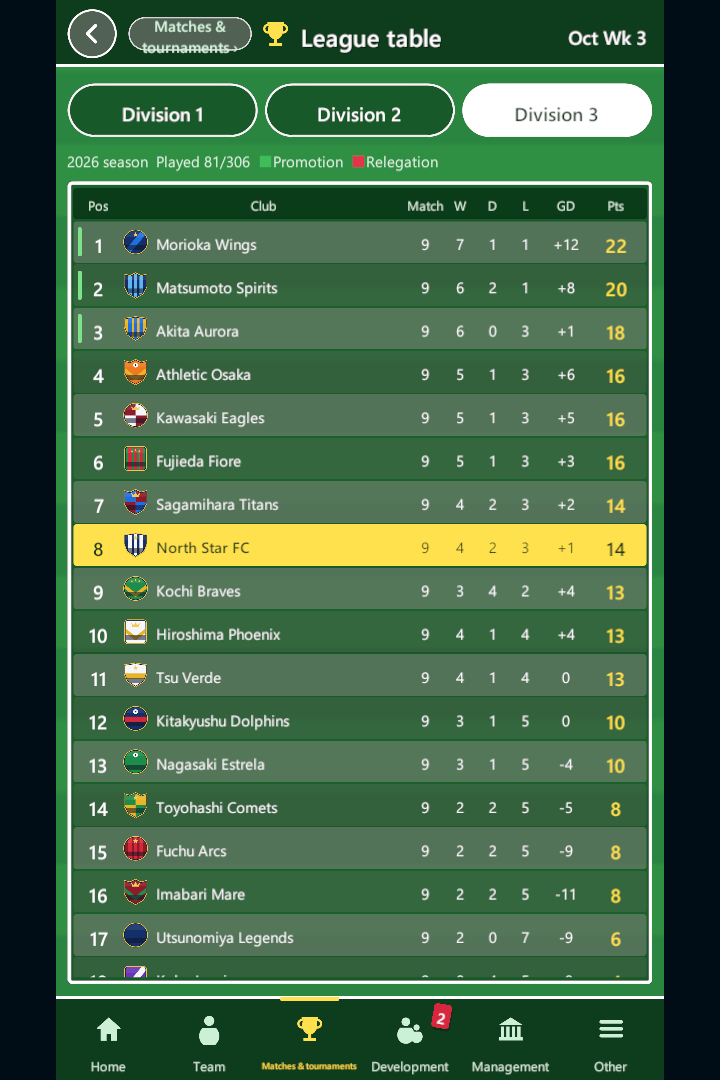 Matches &
tournaments ›
League table
Oct Wk 3
Division 1
Division 2
Division 3
2026 season Played 81/306 Promotion Relegation
Pos Club Match W D L GD Pts
1 Morioka Wings 9 7 1 1 +12 22
2 Matsumoto Spirits 9 6 2 1 +8 20
3 Akita Aurora 9 6 0 3 +1 18
4 Athletic Osaka 9 5 1 3 +6 16
5 Kawasaki Eagles 9 5 1 3 +5 16
6 Fujieda Fiore 9 5 1 3 +3 16
7 Sagamihara Titans 9 4 2 3 +2 14
8 North Star FC 9 4 2 3 +1 14
9 Kochi Braves 9 3 4 2 +4 13
10 Hiroshima Phoenix 9 4 1 4 +4 13
11 Tsu Verde 9 4 1 4 0 13
12 Kitakyushu Dolphins 9 3 1 5 0 10
13 Nagasaki Estrela 9 3 1 5 -4 10
14 Toyohashi Comets 9 2 2 5 -5 8
15 Fuchu Arcs 9 2 2 5 -9 8
16 Imabari Mare 9 2 2 5 -11 8
17 Utsunomiya Legends 9 2 0 7 -9 6
2
Home Team Matches & tournaments Development Management Other